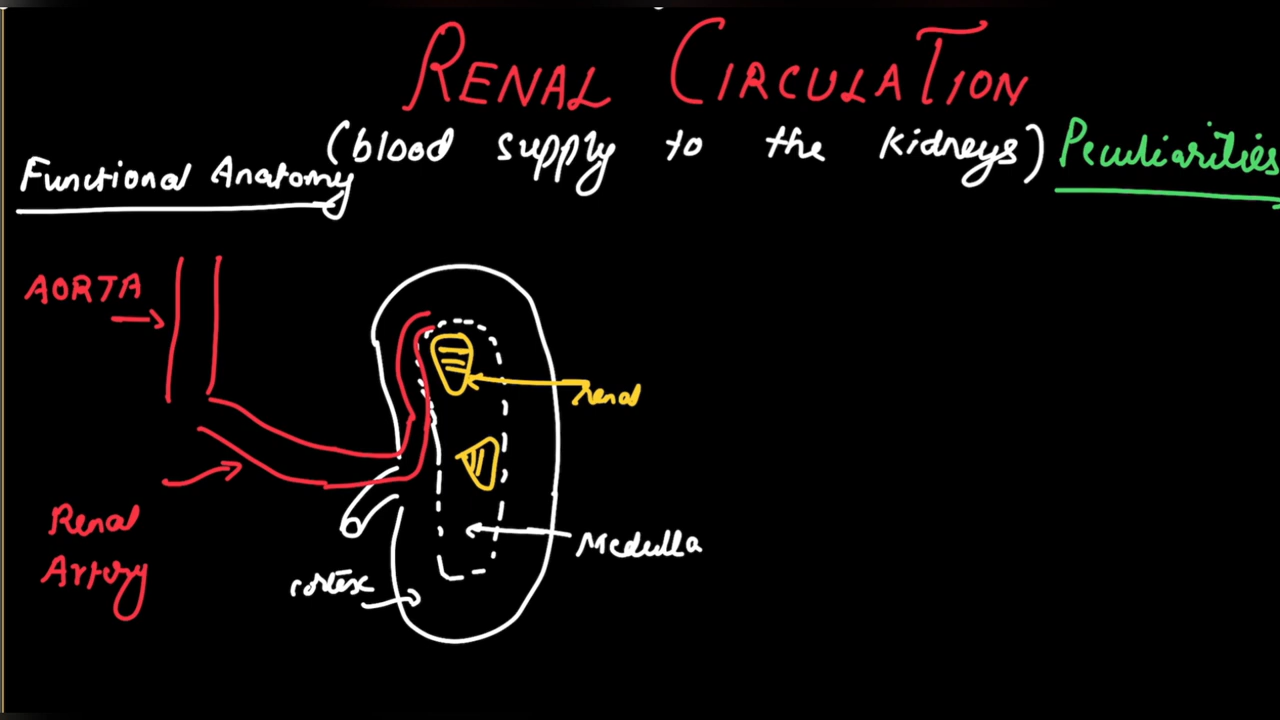 RENAL CIRCULATION
(blood supply to the kidneys)
Peculiarities
Functional Anatomy
AORTA
renal
Renal
Artery
Medulla
cortex